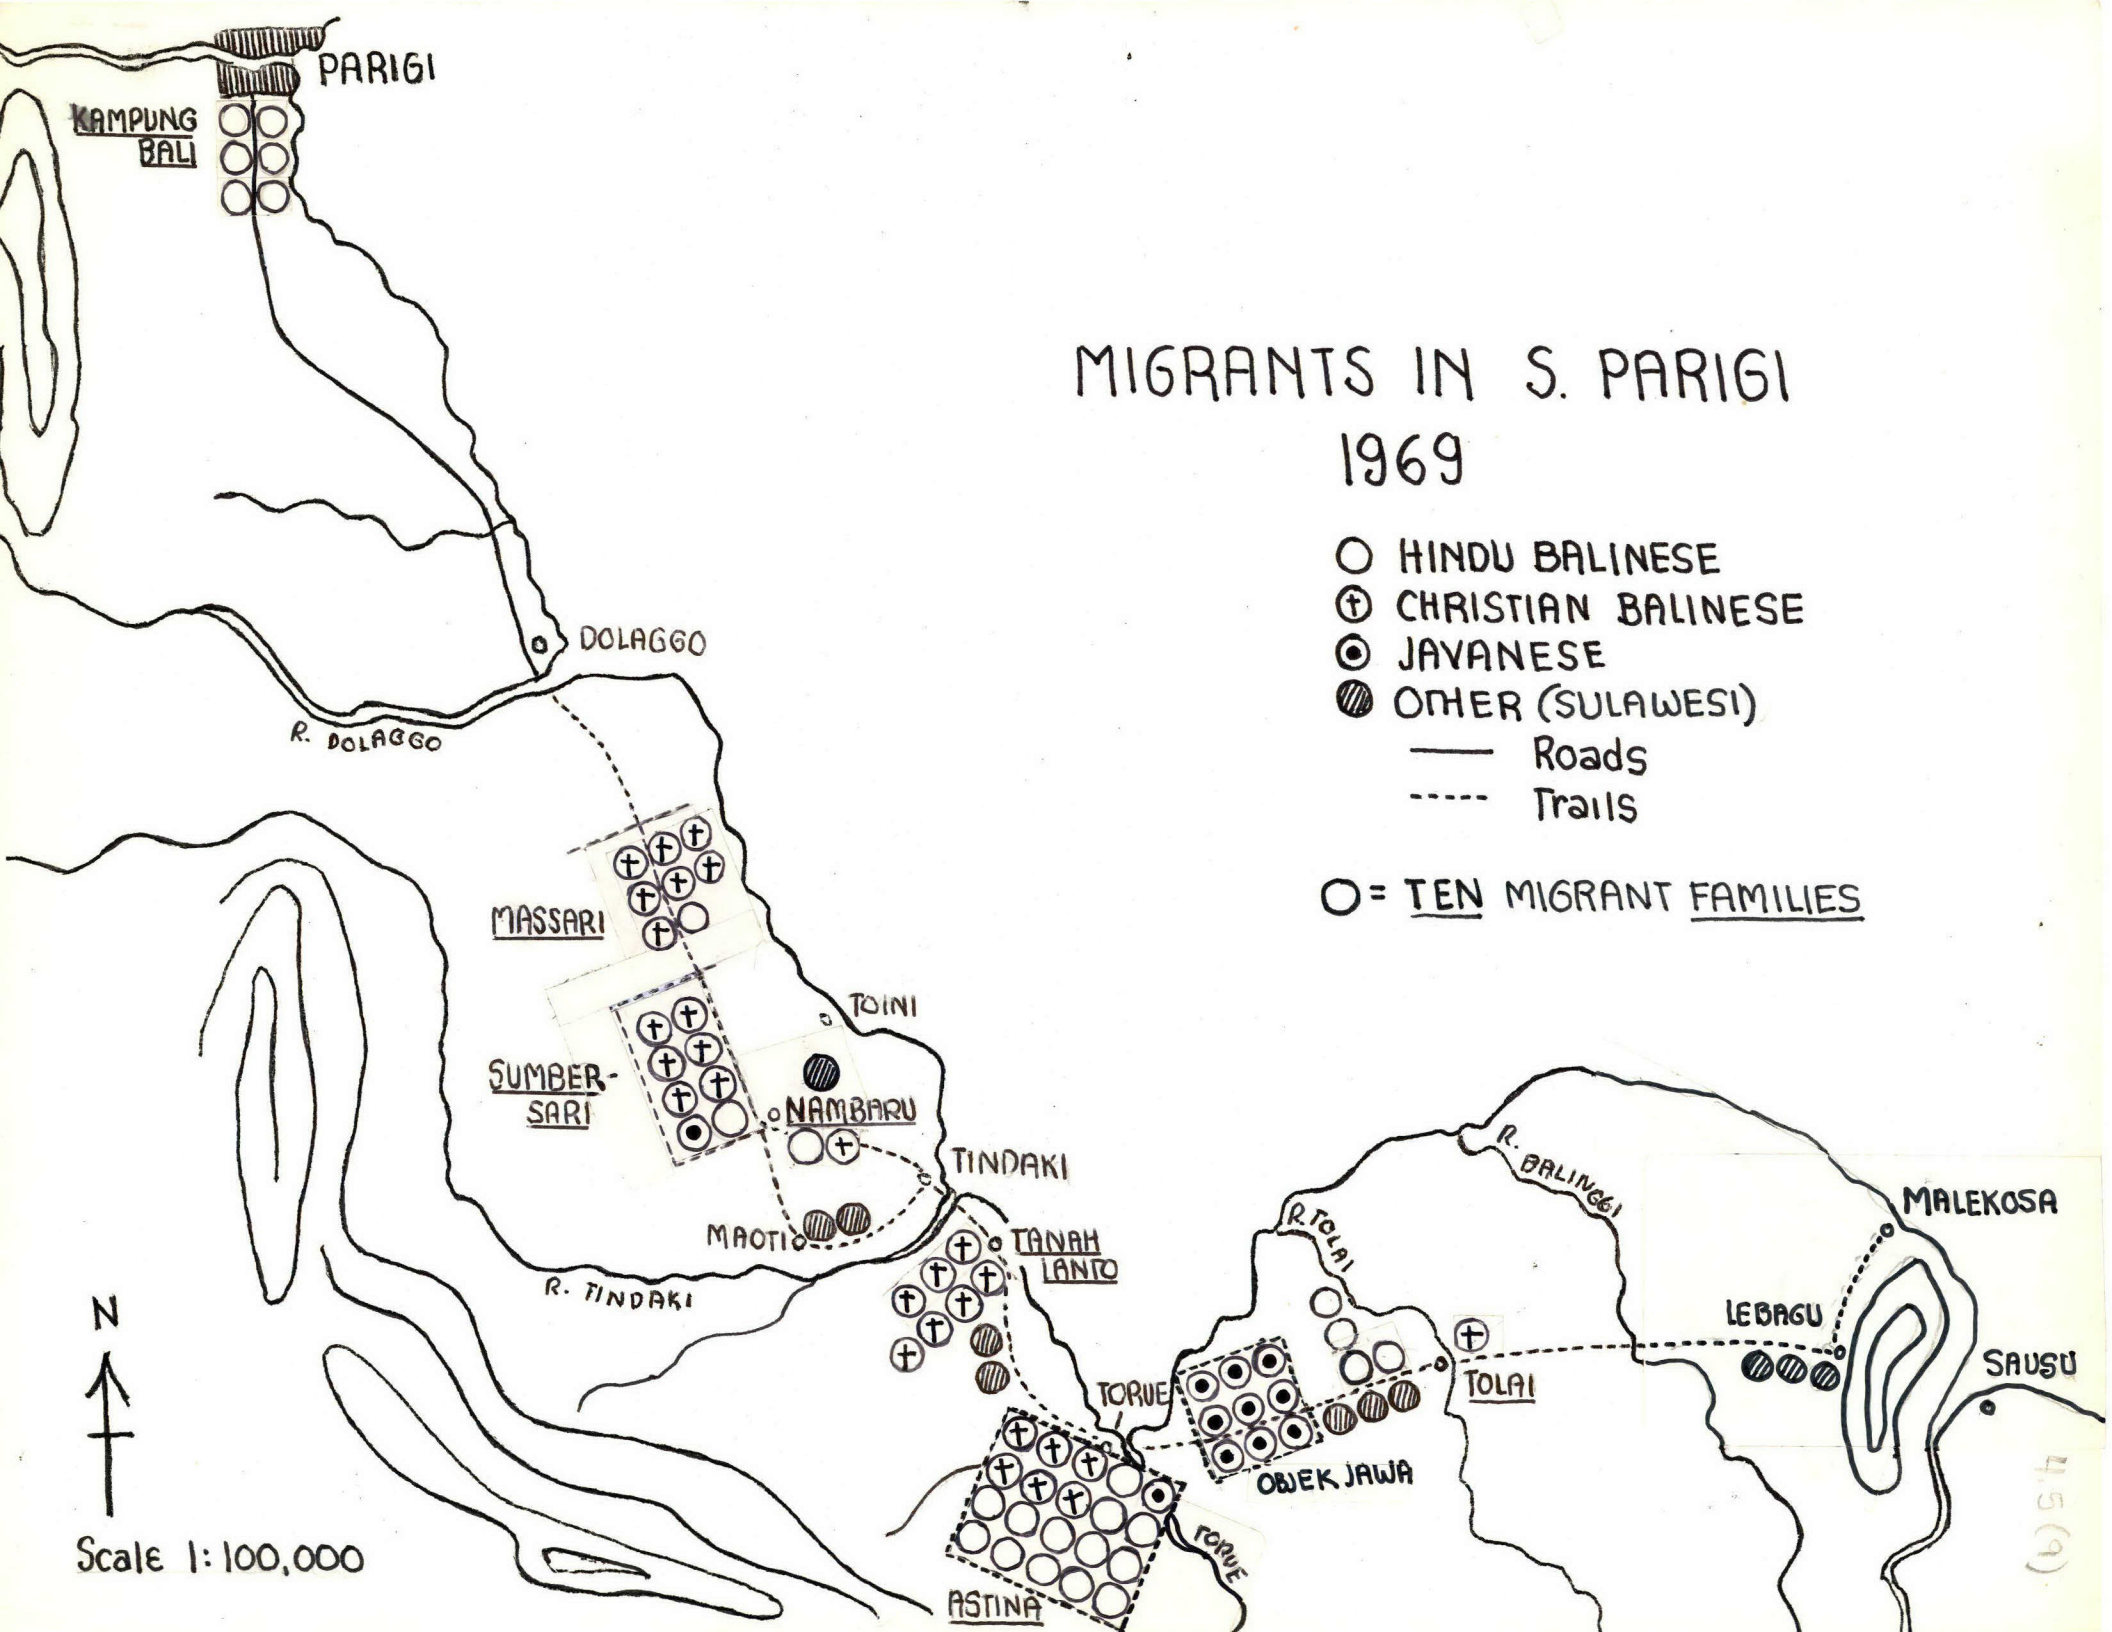 PARIGI
KAMPUNG
BALI
MIGRANTS IN S. PARIGI
1969
HINDU BALINESE
CHRISTIAN BALINESE
JAVANESE
OTHER (SULAWESI)
Roads
Trails
O = TEN MIGRANT FAMILIES
DOLAGGO
R. DOLAGGO
MASSARI
TOINI
SUMBER-
SARI
NAMBARU
TINDAKI
MAOTI
TANAH
LANTO
R. TINDAKI
R. BALINGGI
R. TOLAI
MALEKOSA
LEBAGU
SAUSU
TORUE
TOLAI
OBJEK JAWA
TORUE
ASTINA
N
Scale 1:100,000